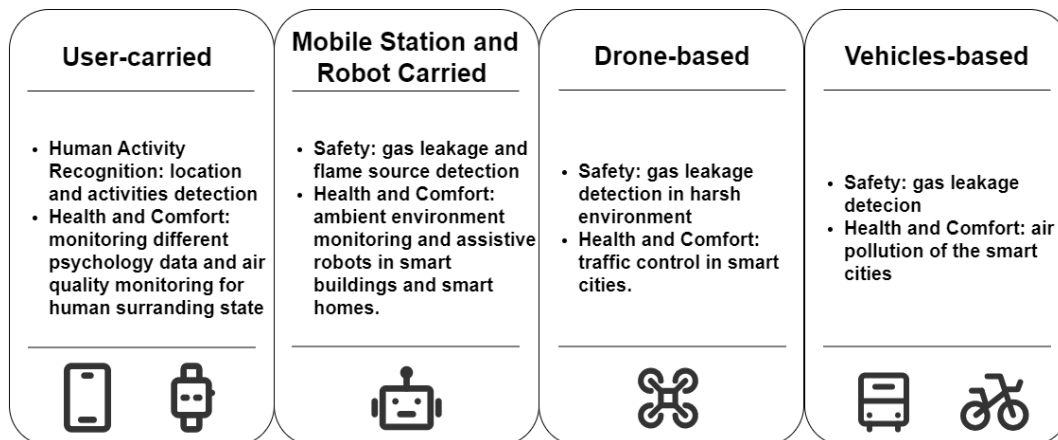 User-carried
• Human Activity
Recognition: location
and activities detection
• Health and Comfort:
monitoring different
psychology data and air
quality monitoring for
human surranding state
Mobile Station and
Robot Carried
• Safety: gas leakage and
flame source detection
• Health and Comfort:
ambient environment
monitoring and assistive
robots in smart
buildings and smart
homes.
Drone-based
• Safety: gas leakage
detection in harsh
environment
• Health and Comfort:
traffic control in smart
cities.
Vehicles-based
• Safety: gas leakage
detecion
• Health and Comfort: air
pollution of the smart
cities